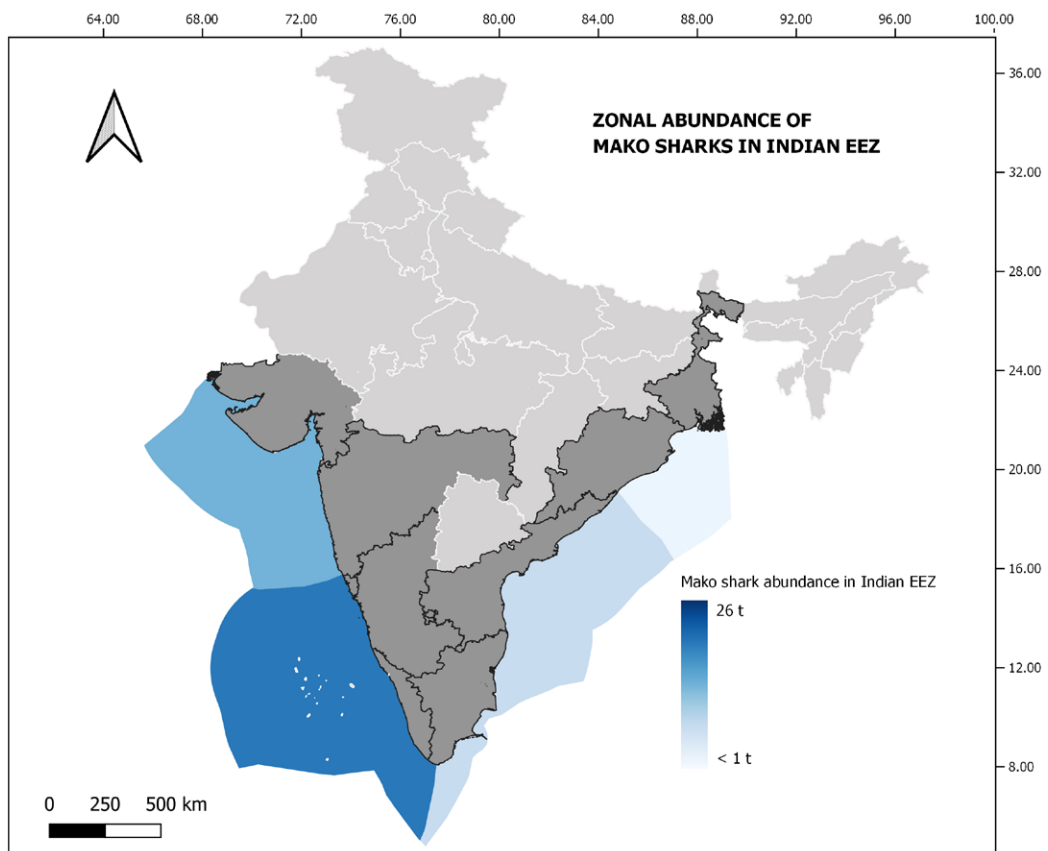 64.00 68.00 72.00 76.00 80.00 84.00 88.00 92.00 96.00 100.00
36.00
ZONAL ABUNDANCE OF
MAKO SHARKS IN INDIAN EEZ
32.00
28.00
24.00
20.00
16.00
Mako shark abundance in Indian EEZ
26 t
12.00
< 1 t
8.00
0 250 500 km